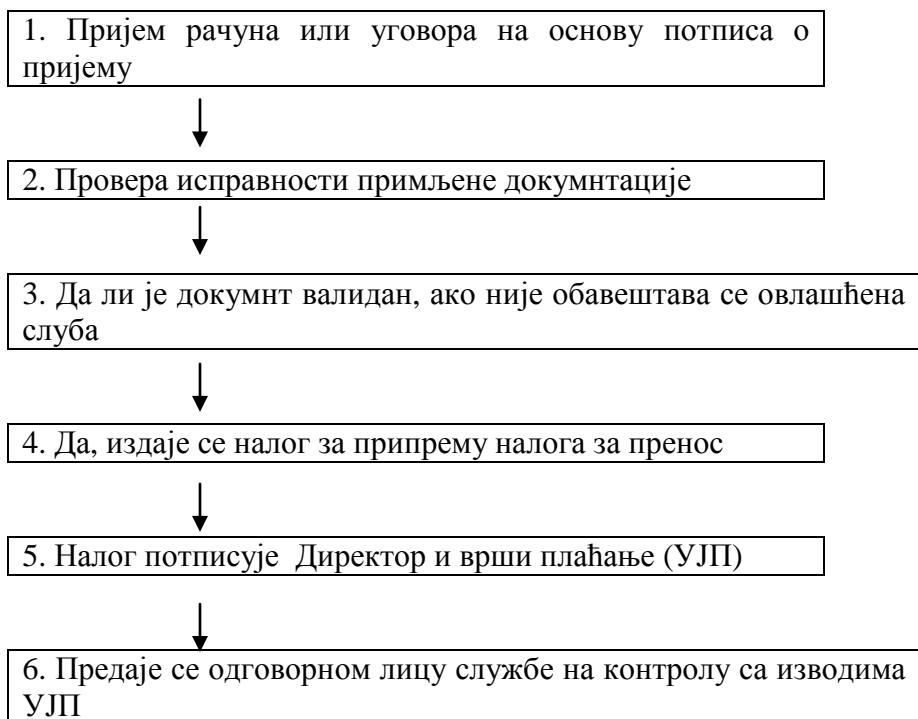 1. Пријем рачуна или уговора на основу потписа о
пријему
2. Провера исправности примљене докумнтације
3. Да ли је докумнт валидан, ако није обавештава се овлашћена
слуба
4. Да, издаје се налог за припрему налога за пренос
5. Налог потписује Директор и врши плаћање (УЈП)
6. Предаје се одговорном лицу службе на контролу са изводима
УЈП